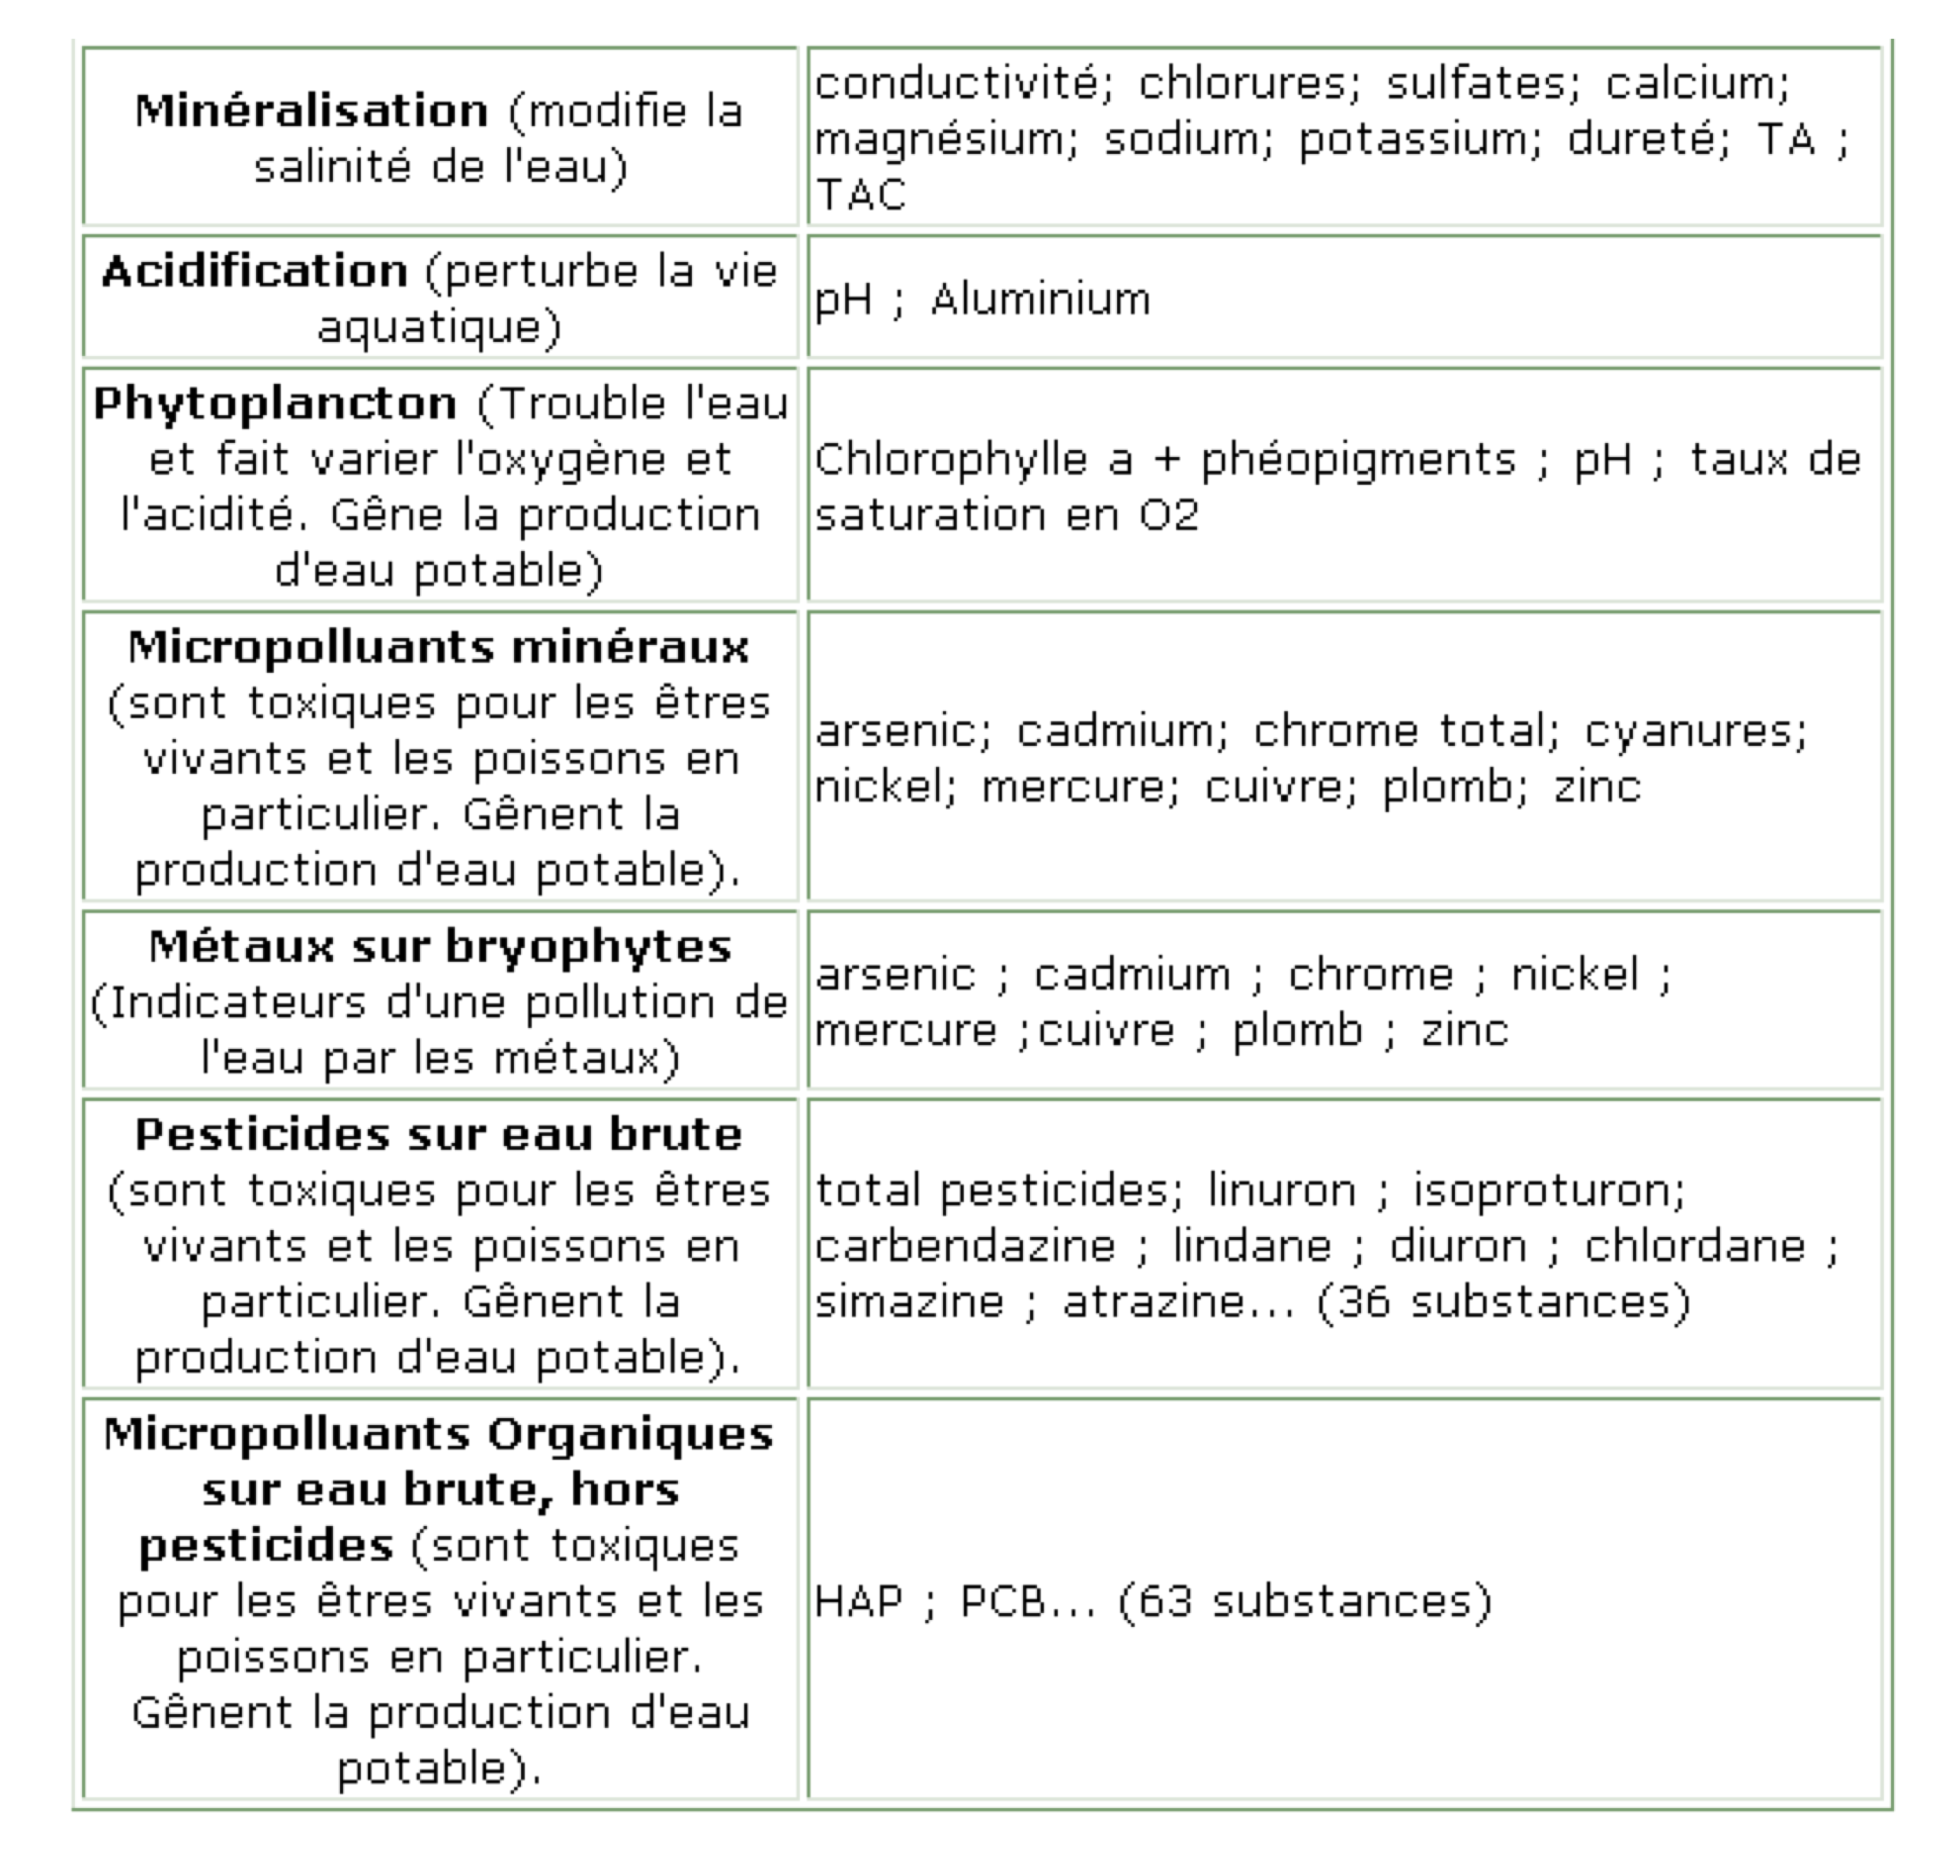 Minéralisation (modifie la
salinité de l'eau)
conductivité; chlorures; sulfates; calcium;
magnésium; sodium; potassium; dureté; TA ;
TAC
Acidification (perturbe la vie
aquatique)
pH ; Aluminium
Phytoplancton (Trouble l'eau
et fait varier l'oxygène et
l'acidité. Gêne la production
d'eau potable)
Chlorophylle a + phéopigments ; pH ; taux de
saturation en O2
Micropolluants minéraux
(sont toxiques pour les êtres
vivants et les poissons en
particulier. Gênent la
production d'eau potable).
arsenic; cadmium; chrome total; cyanures;
nickel; mercure; cuivre; plomb; zinc
Métaux sur bryophytes
(Indicateurs d'une pollution de
l'eau par les métaux)
arsenic ; cadmium ; chrome ; nickel ;
mercure ;cuivre ; plomb ; zinc
Pesticides sur eau brute
(sont toxiques pour les êtres
vivants et les poissons en
particulier. Gênent la
production d'eau potable).
total pesticides; linuron ; isoproturon;
carbendazine ; lindane ; diuron ; chlordane ;
simazine ; atrazine... (36 substances)
Micropolluants Organiques
sur eau brute, hors
pesticides (sont toxiques
pour les êtres vivants et les
poissons en particulier.
Gênent la production d'eau
potable).
HAP ; PCB... (63 substances)